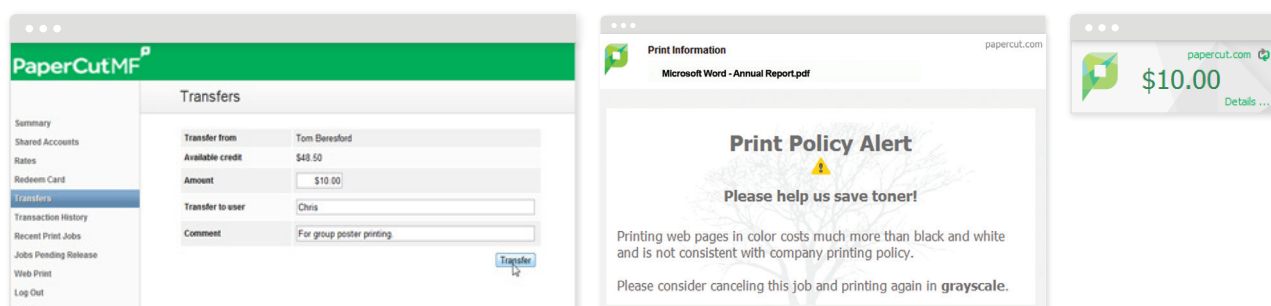 PaperCutMF
Transfers
Summary
Shared Accounts
Rates
Redeem Card
Transfers
Transaction History
Recent Print Jobs
Jobs Pending Release
Web Print
Log Out
Transfer from Tom Beresford
Available credit $48.50
Amount $10.00
Transfer to user Chris
Comment For group poster printing.
Transfer
Print Information
papercut.com
Microsoft Word - Annual Report.pdf
Print Policy Alert
Please help us save toner!
Printing web pages in color costs much more than black and white
and is not consistent with company printing policy.
Please consider canceling this job and printing again in grayscale.
papercut.com
$10.00
Details ...